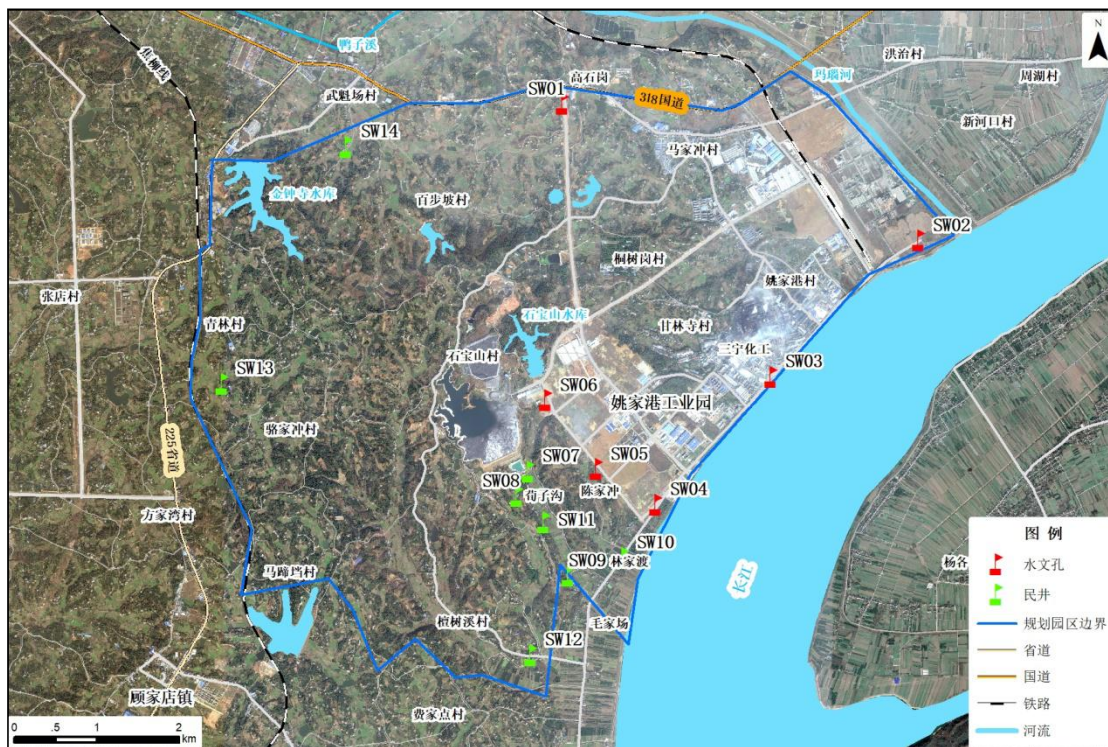 鸭子溪
焦柳线
武魁场村
高石岗
洪治村
N
玛瑙河
周湖村
SW01
318国道
新河口村
SW14
马家冲村
金钟寺水库
百步坡村
SW02
桐树岗村
姚家港村
张店村
石宝山水库
青林村
甘林寺村
石宝山村
三宁化工
SW13
SW03
SW06
姚家港工业园
225省道
骆家冲村
SW07
SW05
SW08
荀子沟
陈家冲
SW04
方家湾村
SW11
SW10
图 例
水文孔
马蹄垱村
SW09
林家渡
长江
杨各
民井
檀树溪村
毛家场
规划园区边界
SW12
省道
国道
顾家店镇
费家点村
铁路
河流
0 .5 1 2
km